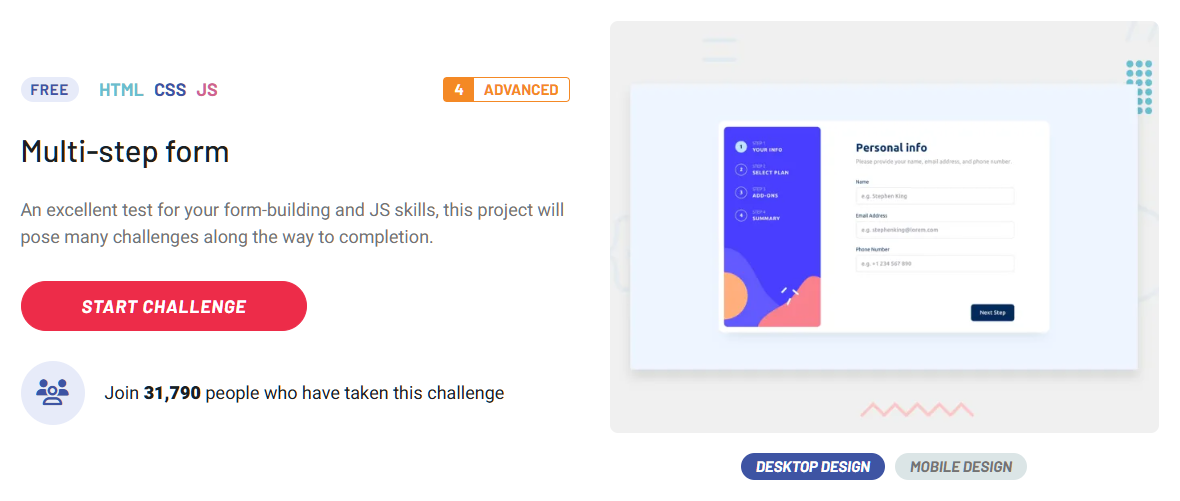 FREE HTML CSS JS
4 ADVANCED
Multi-step form
An excellent test for your form-building and JS skills, this project will
pose many challenges along the way to completion.
START CHALLENGE
Join 31,790 people who have taken this challenge
1 STEP 1
YOUR INFO
2 STEP 2
SELECT PLAN
3 STEP 3
ADD-ONS
4 STEP 4
SUMMARY
Personal info
Please provide your name, email address, and phone number.
Name
e.g. Stephen King
Email Address
e.g. stephenking@lorem.com
Phone Number
e.g. +1 234 567 890
Next Step
DESKTOP DESIGN
MOBILE DESIGN